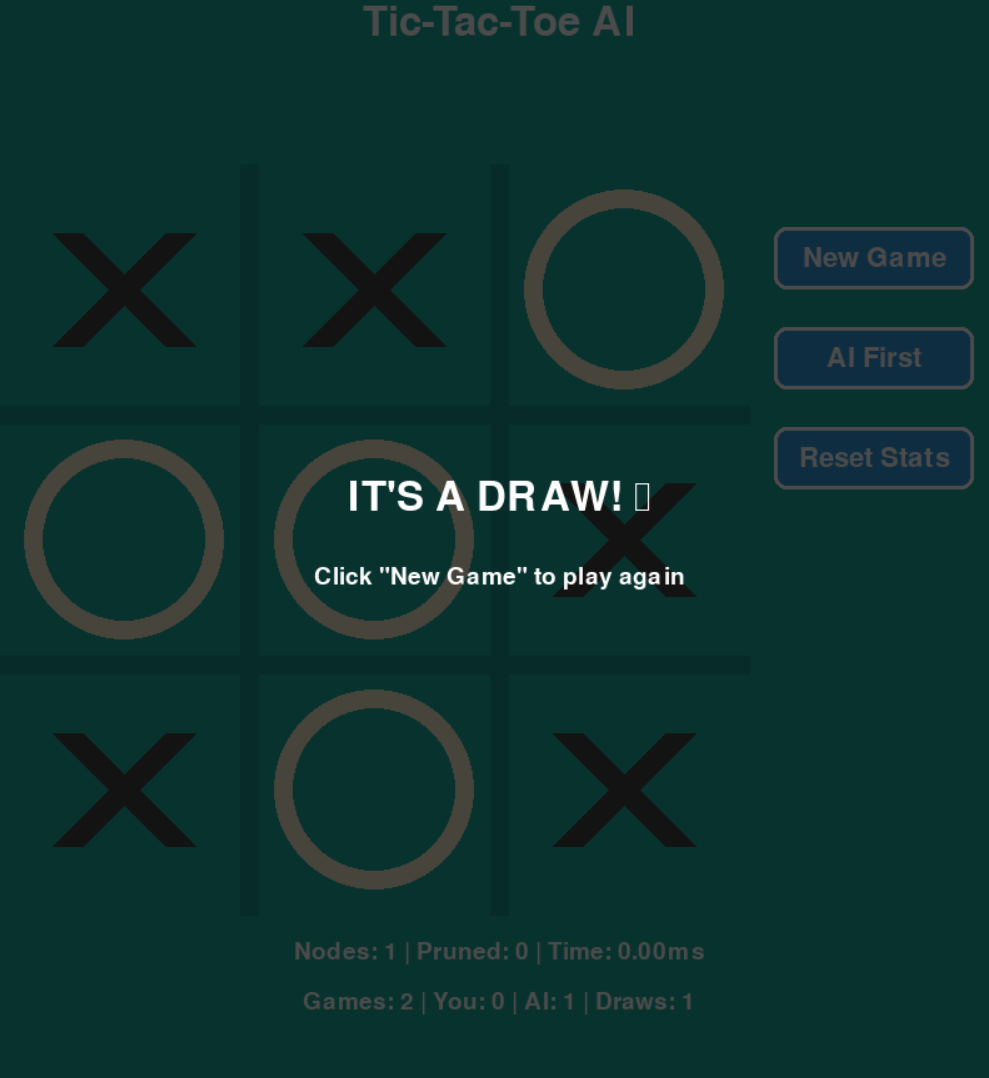 Tic-Tac-Toe AI
New Game
AI First
Reset Stats
IT'S A DRAW!
Click "New Game" to play again
Nodes: 1 | Pruned: 0 | Time: 0.00ms
Games: 2 | You: 0 | AI: 1 | Draws: 1